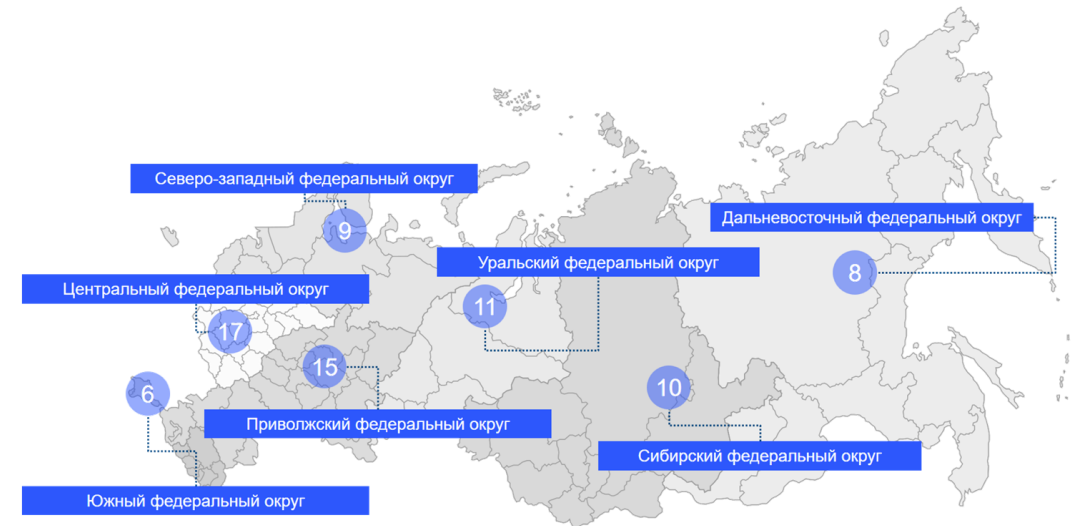 Северо-западный федеральный округ
9
Дальневосточный федеральный округ
8
Уральский федеральный округ
11
Центральный федеральный округ
17
15
Приволжский федеральный округ
6
10
Сибирский федеральный округ
Южный федеральный округ